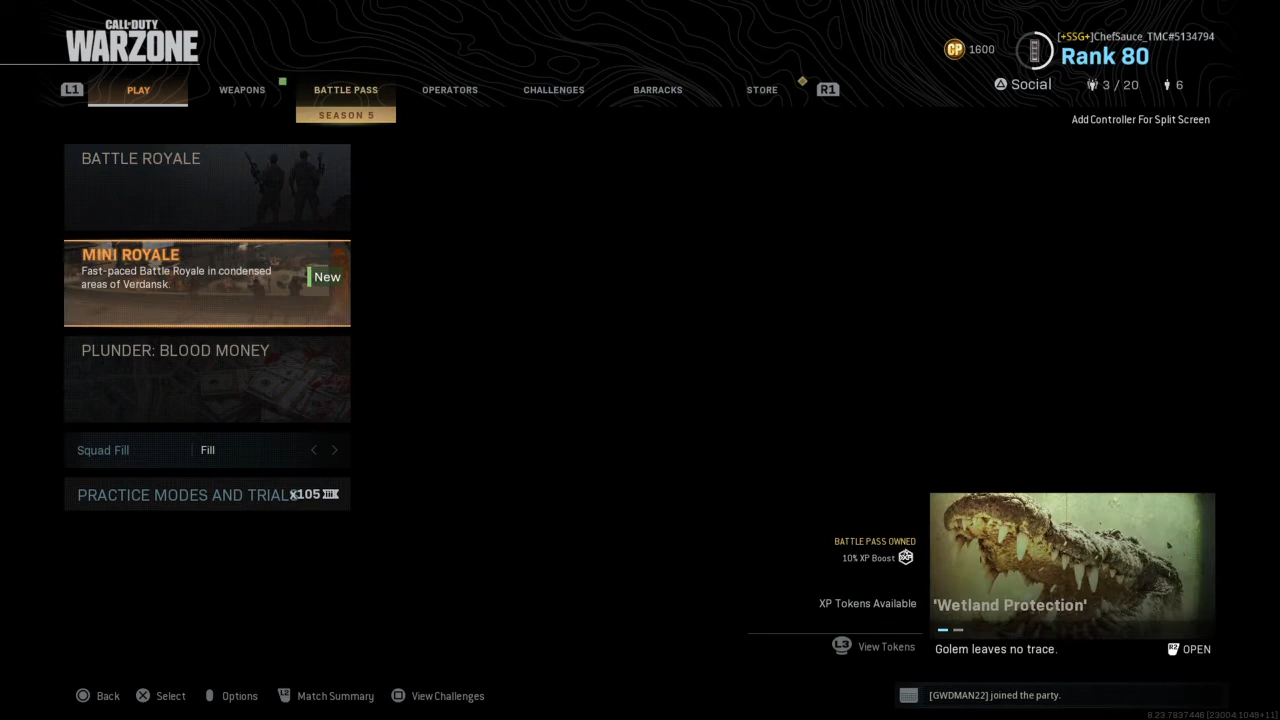 CALL OF DUTY
WARZONE
CP 1600
[+SSG+]ChefSauce_TMC#5134794
Rank 80
L1
PLAY
WEAPONS
BATTLE PASS
OPERATORS
CHALLENGES
BARRACKS
STORE
R1
Social
3 / 20
6
SEASON 5
Add Controller For Split Screen
BATTLE ROYALE
MINI ROYALE
Fast-paced Battle Royale in condensed
areas of Verdansk.
New
PLUNDER: BLOOD MONEY
Squad Fill
Fill
PRACTICE MODES AND TRIALS
x105
BATTLE PASS OWNED
10% XP Boost
XP Tokens Available
L3 View Tokens
'Wetland Protection'
Golem leaves no trace.
R2 OPEN
Back
Select
Options
L2 Match Summary
View Challenges
[GWDMAN22] joined the party.